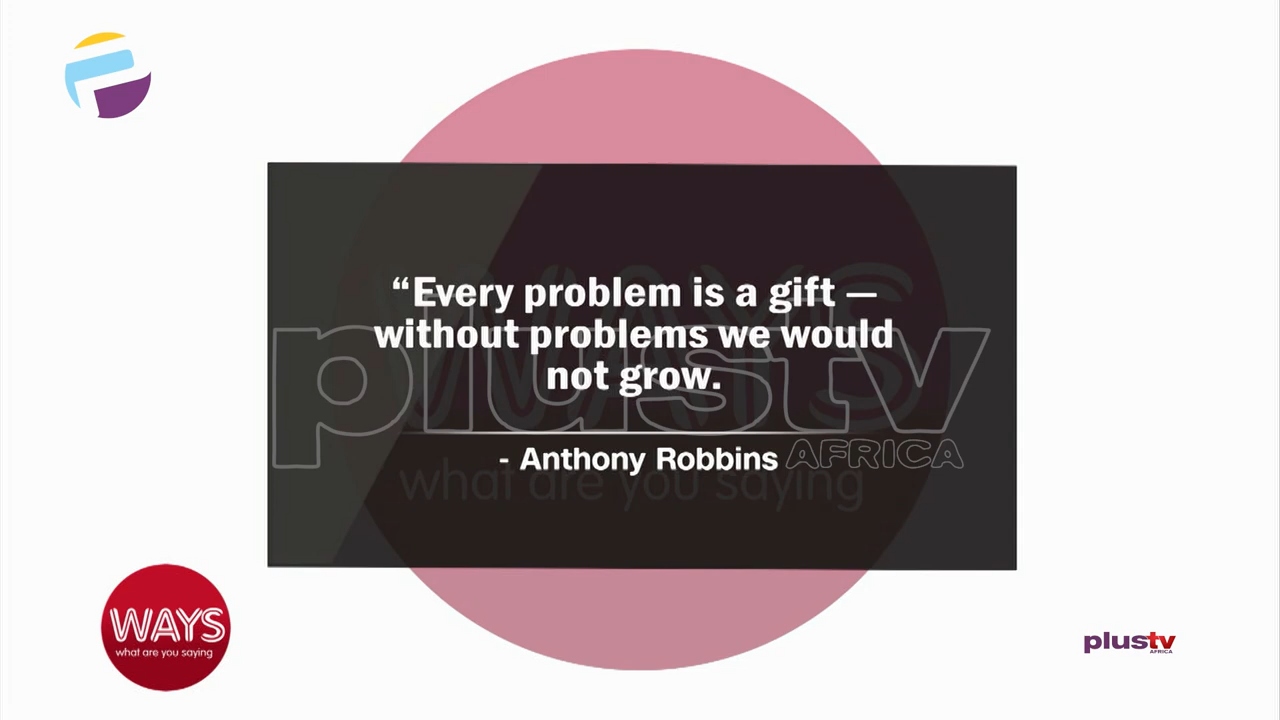 “Every problem is a gift —
without problems we would
not grow.
- Anthony Robbins
plustv
AFRICA
WAYS
what are you saying
WAYS
what are you saying
plustv
AFRICA